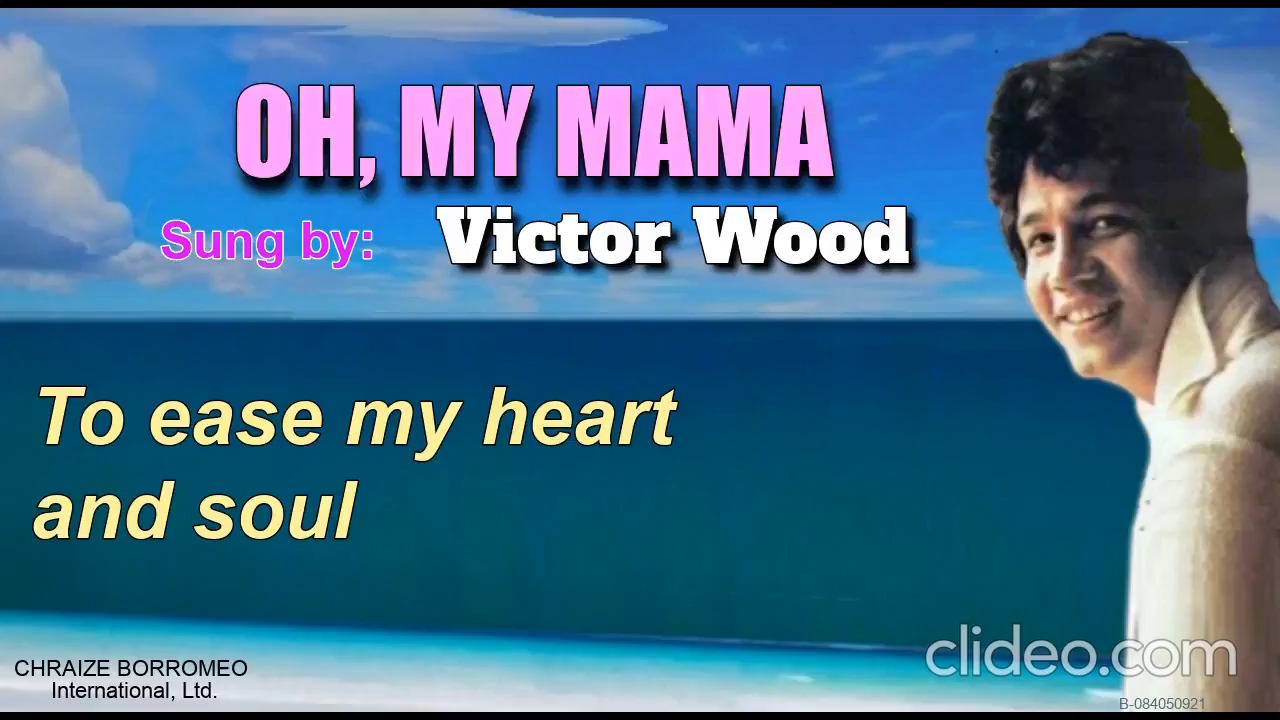 OH, MY MAMA
Sung by: Victor Wood
To ease my heart
and soul
clideo.com
CHRAIZE BORROMEO
International, Ltd.
B-084050921